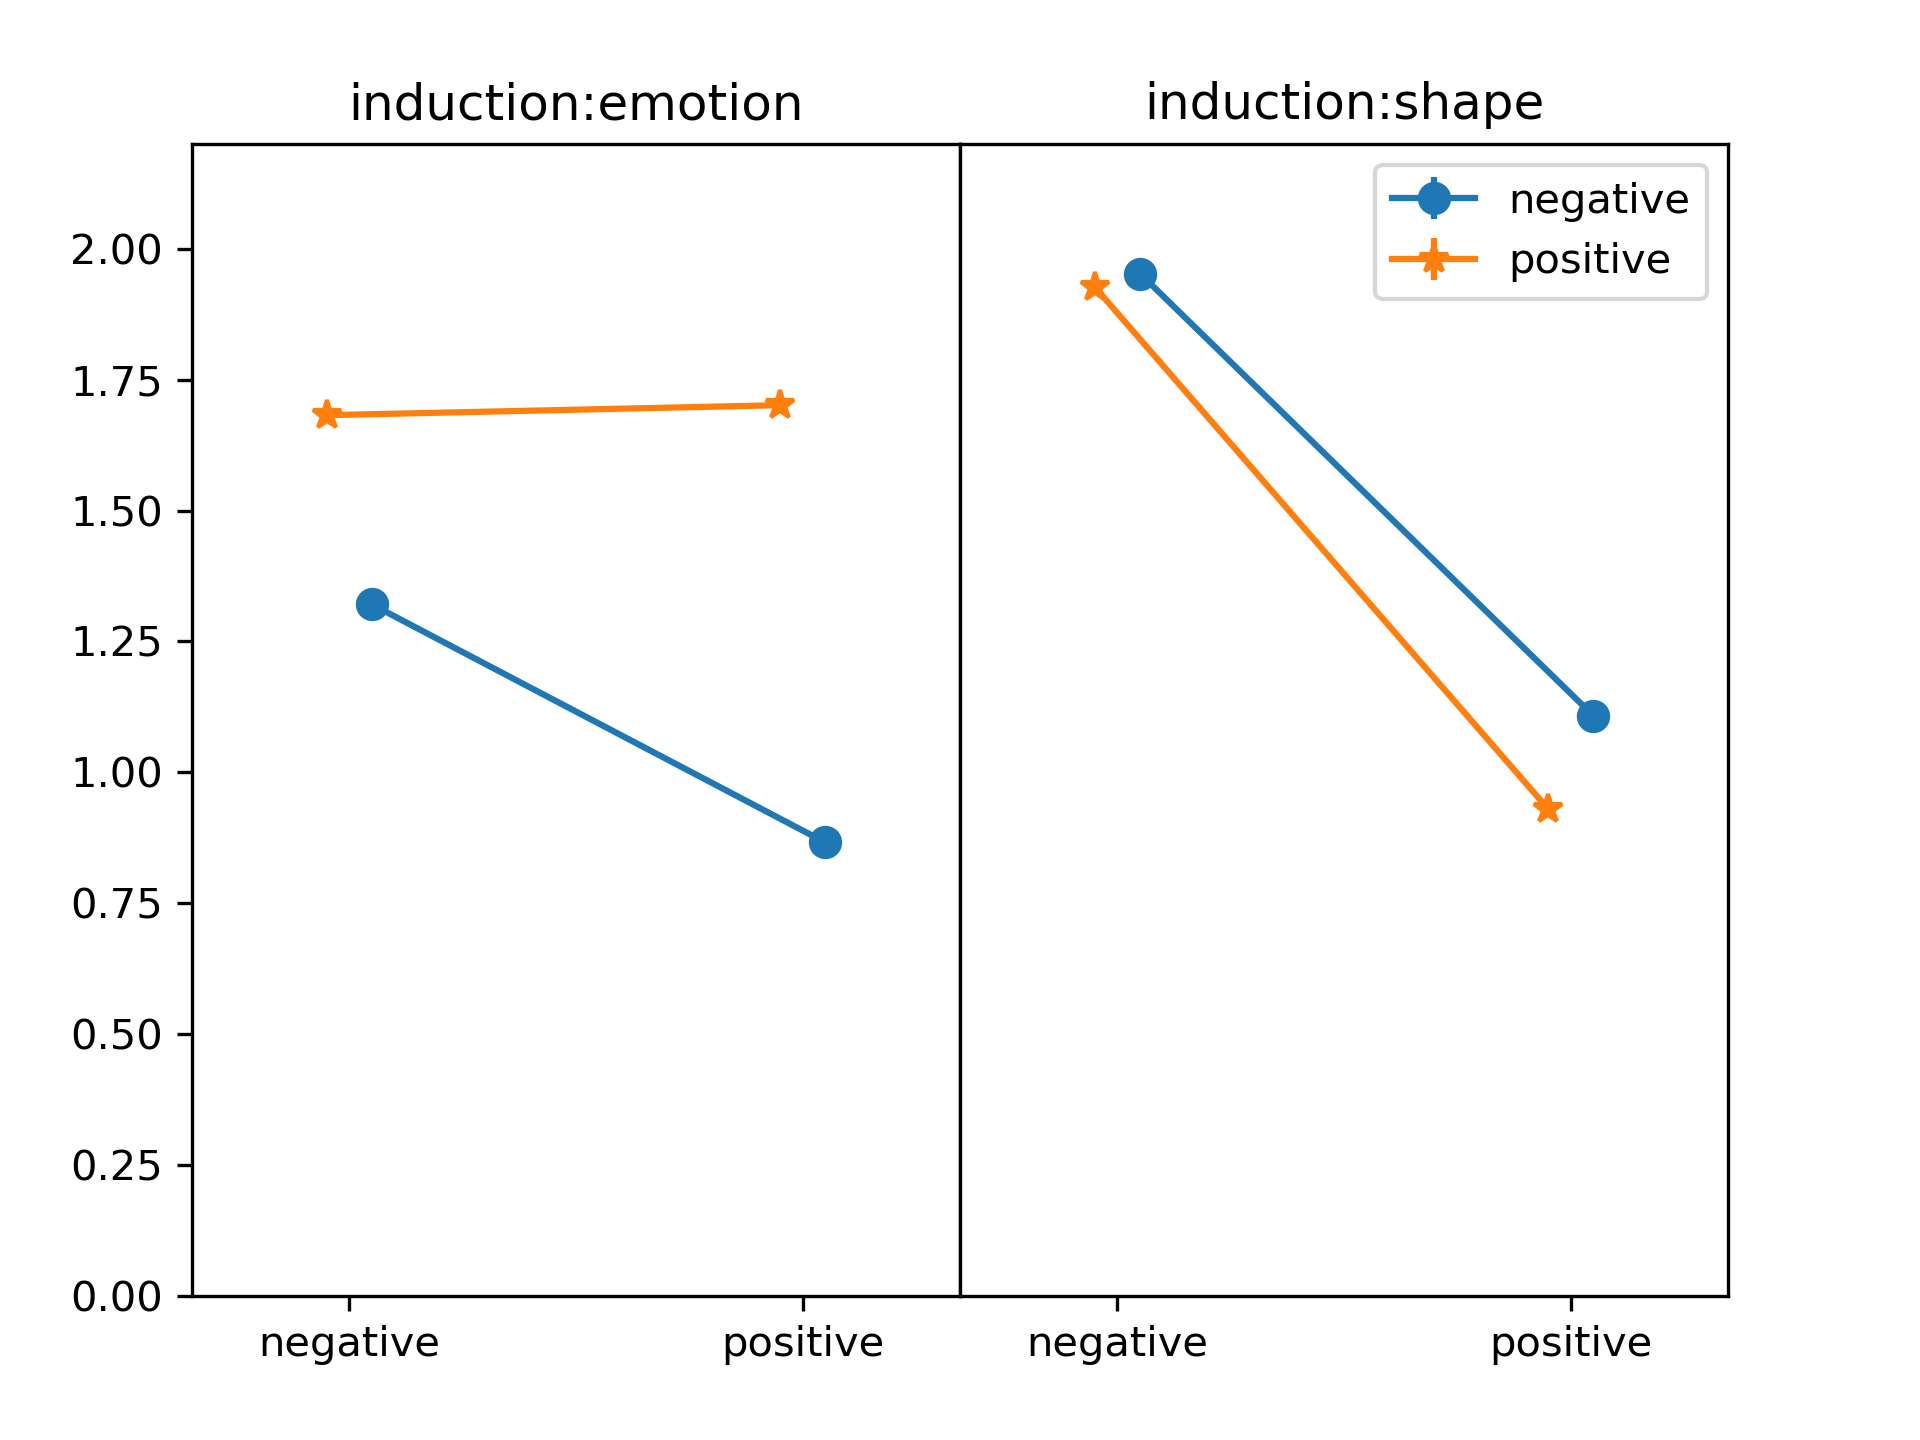 induction:emotion
induction:shape
negative
positive
2.00
1.75
1.50
1.25
1.00
0.75
0.50
0.25
0.00
negative
positive
negative
positive